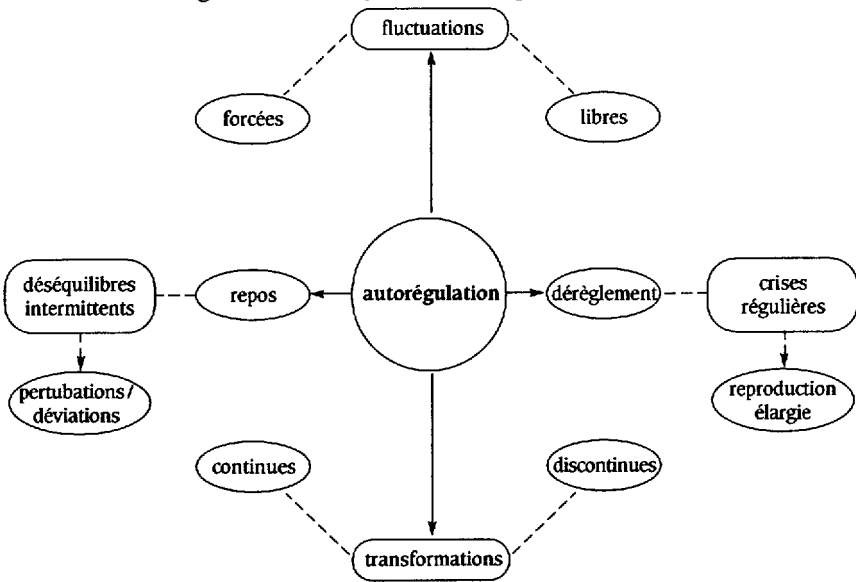 fluctuations
forcées
libres
déséquilibres
intermittents
repos
autorégulation
dérèglement
crises
régulières
pertubations/
déviations
reproduction
élargie
continues
discontinues
transformations